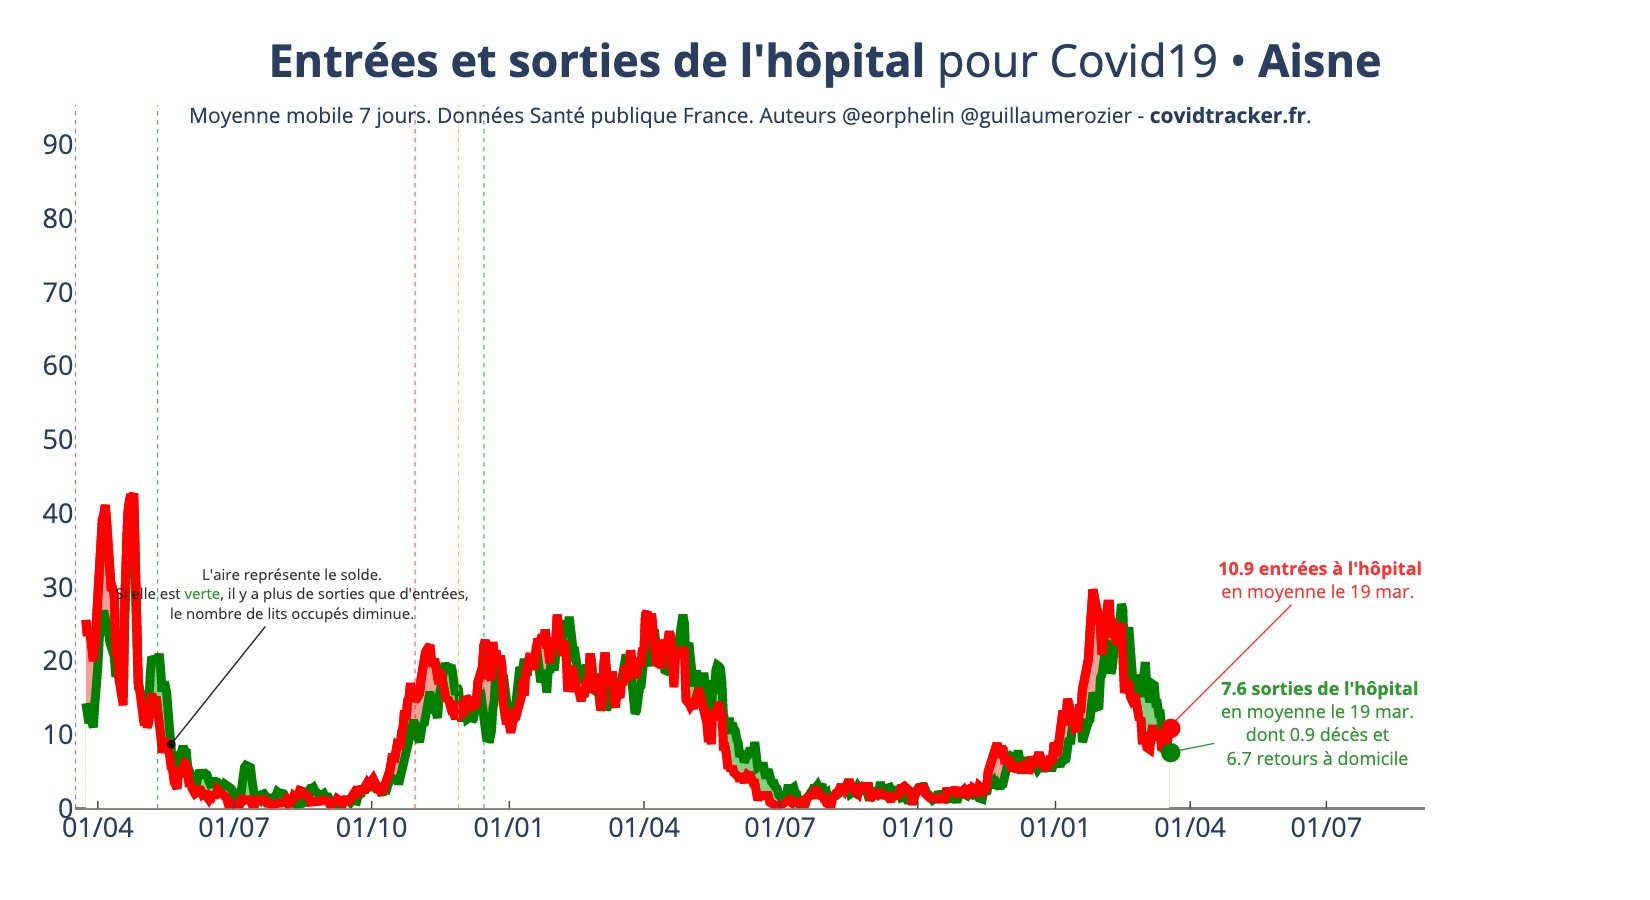 Entrées et sorties de l'hôpital pour Covid19 • Aisne
Moyenne mobile 7 jours. Données Santé publique France. Auteurs @eorphelin @guillaumerozier - covidtracker.fr.
90
80
70
60
50
40
30
20
10
0
L'aire représente le solde.
Si elle est verte, il y a plus de sorties que d'entrées,
le nombre de lits occupés diminue.
10.9 entrées à l'hôpital
en moyenne le 19 mar.
7.6 sorties de l'hôpital
en moyenne le 19 mar.
dont 0.9 décès et
6.7 retours à domicile
01/04 01/07 01/10 01/01 01/04 01/07 01/10 01/01 01/04 01/07